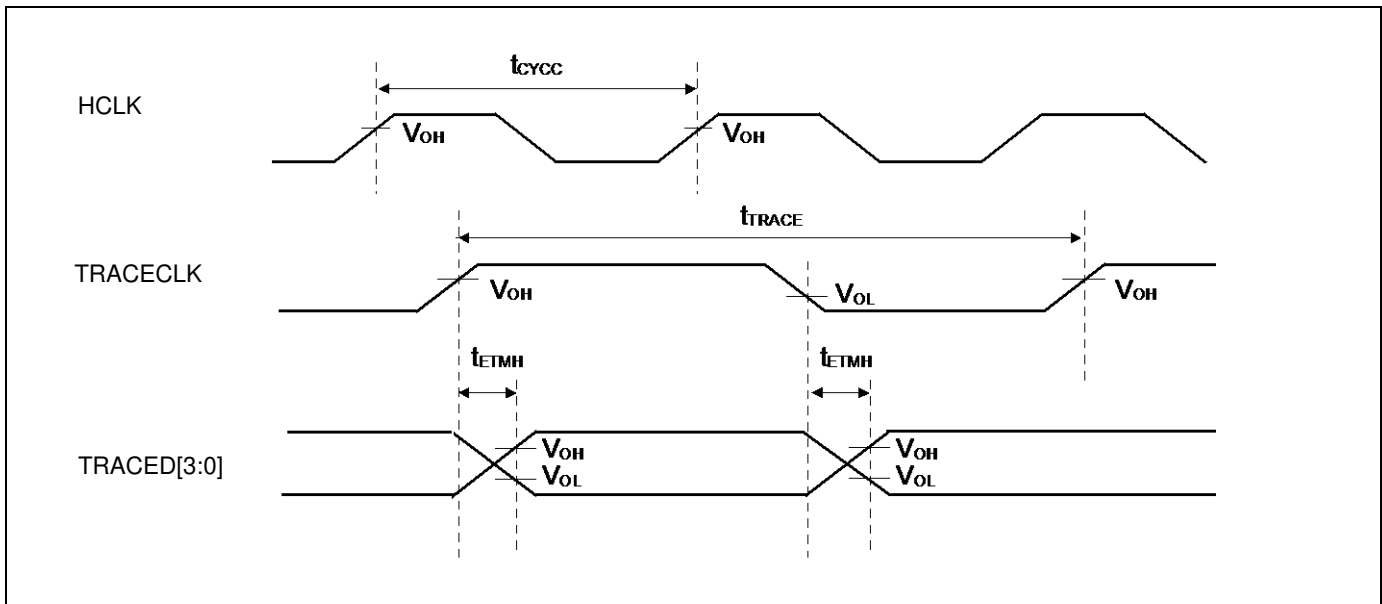 tCYCC
HCLK
VOH VOH
tTRACE
TRACECLK
VOH VOL VOH
tETMH tETMH
TRACED[3:0]
VOH VOH
VOL VOL